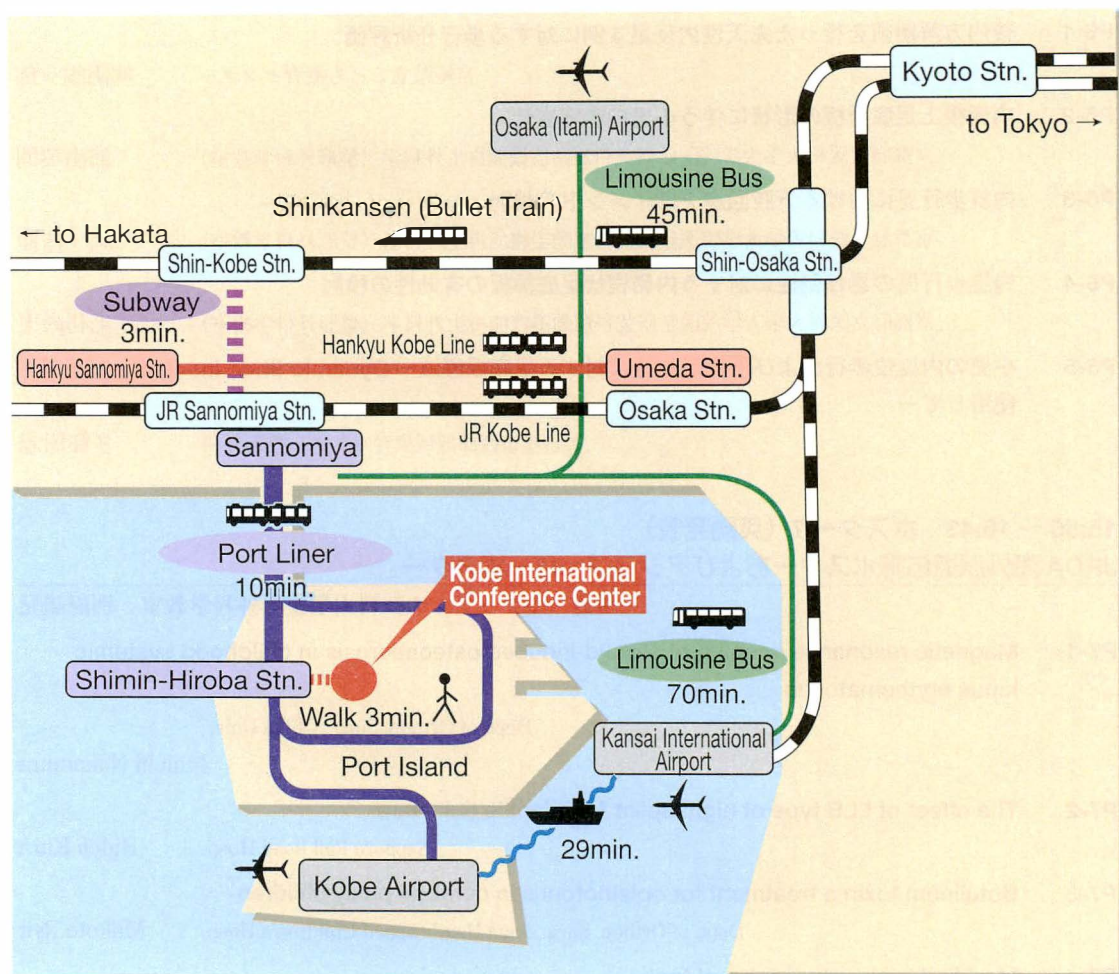 Kyoto Stn.
to Tokyo →
Osaka (Itami) Airport
Limousine Bus
45min.
Shinkansen (Bullet Train)
← to Hakata
Shin-Kobe Stn.
Shin-Osaka Stn.
Subway
3min.
Hankyu Kobe Line
Hankyu Sannomiya Stn.
Umeda Stn.
JR Sannomiya Stn.
Osaka Stn.
JR Kobe Line
Sannomiya
Port Liner
10min.
Kobe International
Conference Center
Limousine Bus
70min.
Shimin-Hiroba Stn.
Walk 3min.
Port Island
Kansai International
Airport
29min.
Kobe Airport